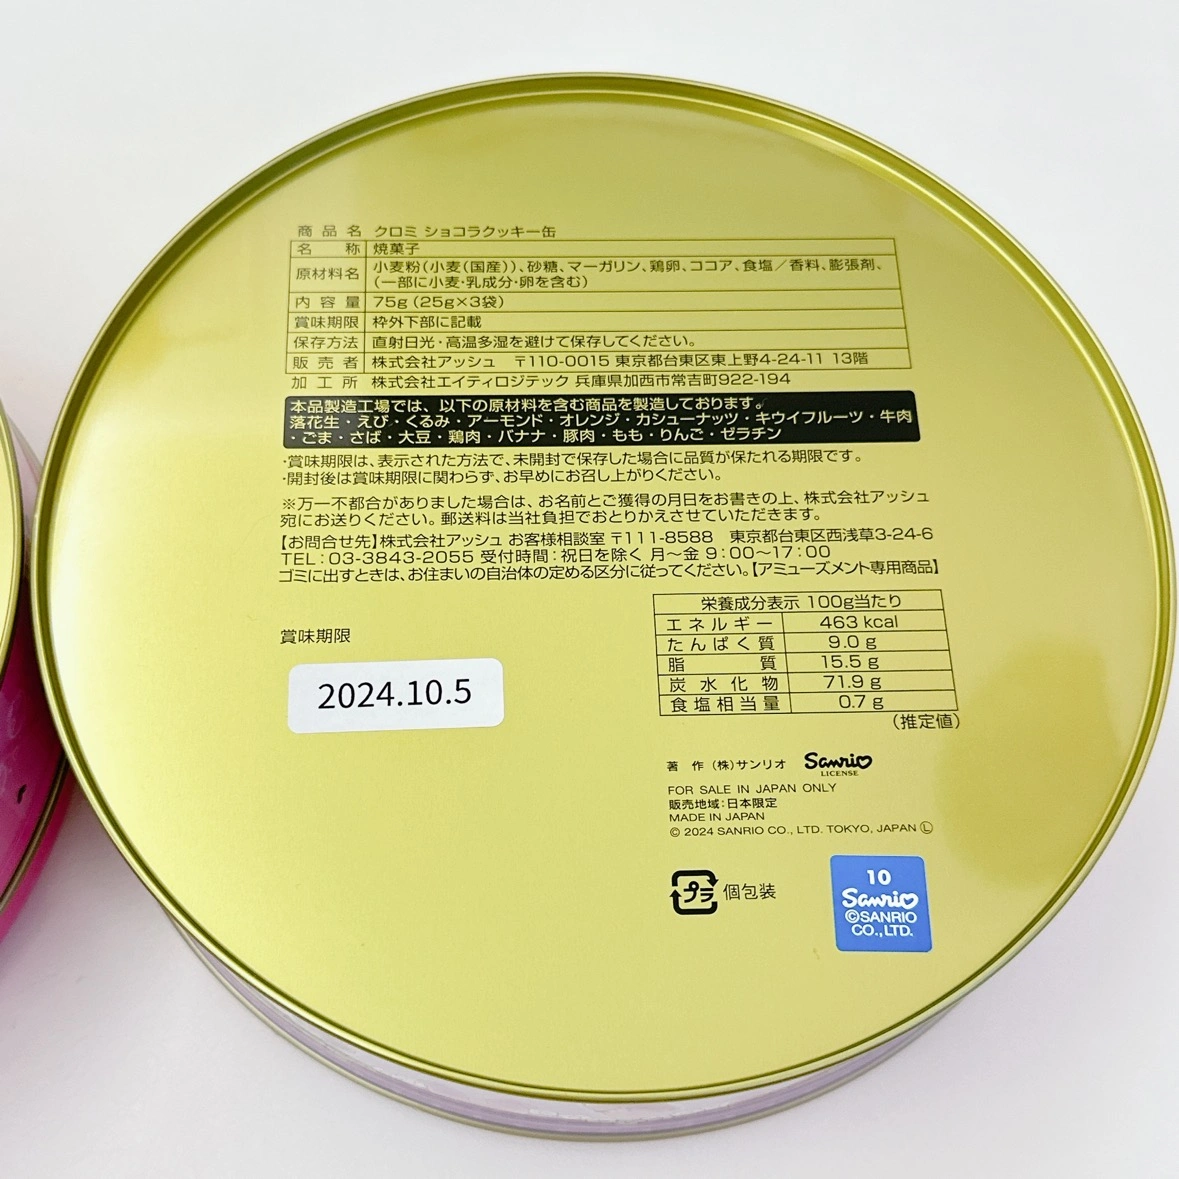 商品名 クロミ ショコラクッキー缶
名称 焼菓子
原材料名 小麦粉(小麦(国産))、砂糖、マーガリン、鶏卵、ココア、食塩/香料、膨張剤、
(一部に小麦・乳成分・卵を含む)
内容量 75g(25g×3袋)
賞味期限 枠外下部に記載
保存方法 直射日光・高温多湿を避けて保存してください。
販売者 株式会社アッシュ 〒110-0015 東京都台東区東上野4-24-11 13階
加工所 株式会社エイティロジテック 兵庫県加西市常吉町922-194
本品製造工場では、以下の原材料を含む商品を製造しております。
落花生・えび・くるみ・アーモンド・オレンジ・カシューナッツ・キウイフルーツ・牛肉
・ごま・さば・大豆・鶏肉・バナナ・豚肉・もも・りんご・ゼラチン
・賞味期限は、表示された方法で、未開封で保存した場合に品質が保たれる期限です。
・開封後は賞味期限に関わらず、お早めにお召し上がりください。
※万一不都合がありました場合は、お名前とご獲得の月日をお書きの上、株式会社アッシュ
宛にお送りください。郵送料は当社負担でおとりかえさせていただきます。
【お問合せ先】株式会社アッシュ お客様相談室 〒111-8588 東京都台東区西浅草3-24-6
TEL:03-3843-2055 受付時間:祝日を除く 月～金 9:00～17:00
ゴミに出すときは、お住まいの自治体の定める区分に従ってください。【アミューズメント専用商品】
賞味期限
2024.10.5
栄養成分表示 100g当たり
エネルギー 463 kcal
たんぱく質 9.0 g
脂質 15.5 g
炭水化物 71.9 g
食塩相当量 0.7 g
(推定値)
著作 (株)サンリオ Sanrio
LICENSE
FOR SALE IN JAPAN ONLY
販売地域:日本限定
MADE IN JAPAN
© 2024 SANRIO CO., LTD. TOKYO, JAPAN Ⓛ
プラ 個包装
10
Sanrio
©SANRIO
CO.,LTD.